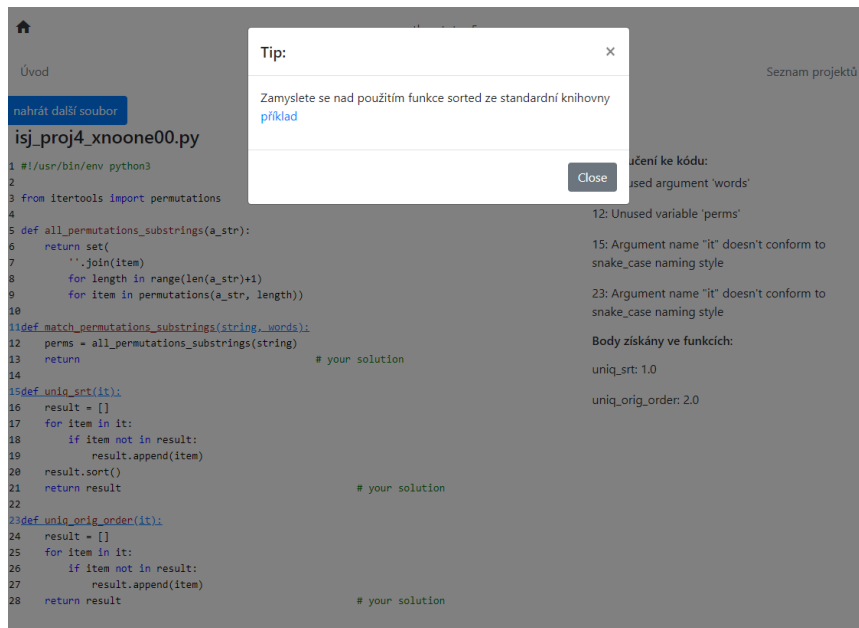 Tip:
×
Úvod
Seznam projektů
Zamyslete se nad použitím funkce sorted ze standardní knihovny
příklad
Close
nahrát další soubor
isj_proj4_xnoone00.py
1 #!/usr/bin/env python3
2
3 from itertools import permutations
4
5 def all_permutations_substrings(a_str):
6     return set(
7         ''.join(item)
8         for length in range(len(a_str)+1)
9         for item in permutations(a_str, length))
10
11def match_permutations_substrings(string, words):
12    perms = all_permutations_substrings(string)
13    return # your solution
14
15def uniq_srt(it):
16    result = []
17    for item in it:
18        if item not in result:
19            result.append(item)
20    result.sort()
21    return result # your solution
22
23def uniq_orig_order(it):
24    result = []
25    for item in it:
26        if item not in result:
27            result.append(item)
28    return result # your solution
učení ke kódu:
used argument 'words'
12: Unused variable 'perms'
15: Argument name "it" doesn't conform to
snake_case naming style
23: Argument name "it" doesn't conform to
snake_case naming style
Body získány ve funkcích:
uniq_srt: 1.0
uniq_orig_order: 2.0